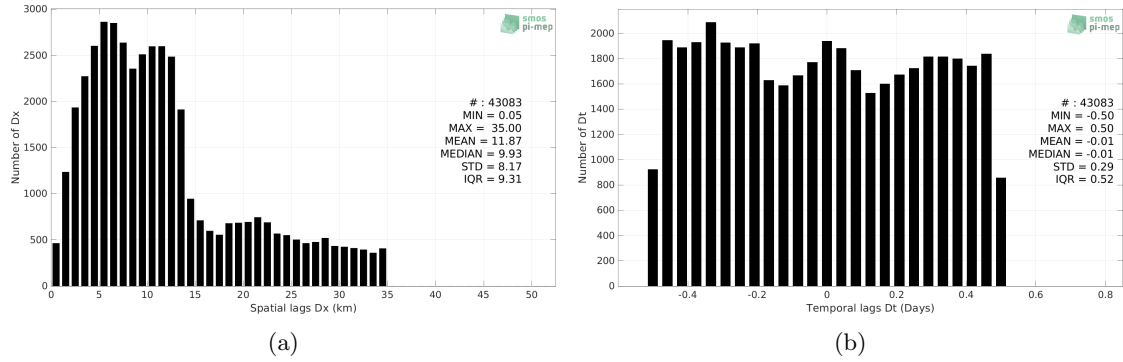 3000
2500
2000
1500
1000
500
0
Number of Dx
smos
pi-mep
# : 43083
MIN = 0.05
MAX = 35.00
MEAN = 11.87
MEDIAN = 9.93
STD = 8.17
IQR = 9.31
0 5 10 15 20 25 30 35 40 45 50
Spatial lags Dx (km)
(a)
2000
1800
1600
1400
1200
1000
800
600
400
200
0
Number of Dt
smos
pi-mep
# : 43083
MIN = -0.50
MAX = 0.50
MEAN = -0.01
MEDIAN = -0.01
STD = 0.29
IQR = 0.52
-0.4 -0.2 0 0.2 0.4 0.6 0.8
Temporal lags Dt (Days)
(b)